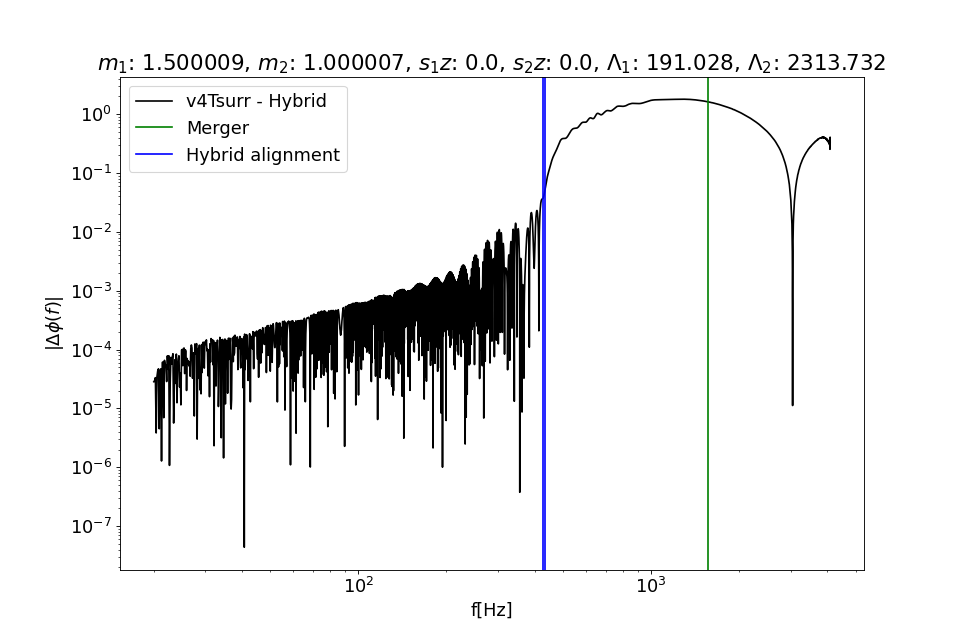 m₁: 1.500009, m₂: 1.000007, s₁z: 0.0, s₂z: 0.0, Λ₁: 191.028, Λ₂: 2313.732
v4Tsurr - Hybrid
Merger
Hybrid alignment
10⁰
10⁻¹
10⁻²
10⁻³
10⁻⁴
10⁻⁵
10⁻⁶
10⁻⁷
|Δϕ(f)|
10² 10³
f[Hz]